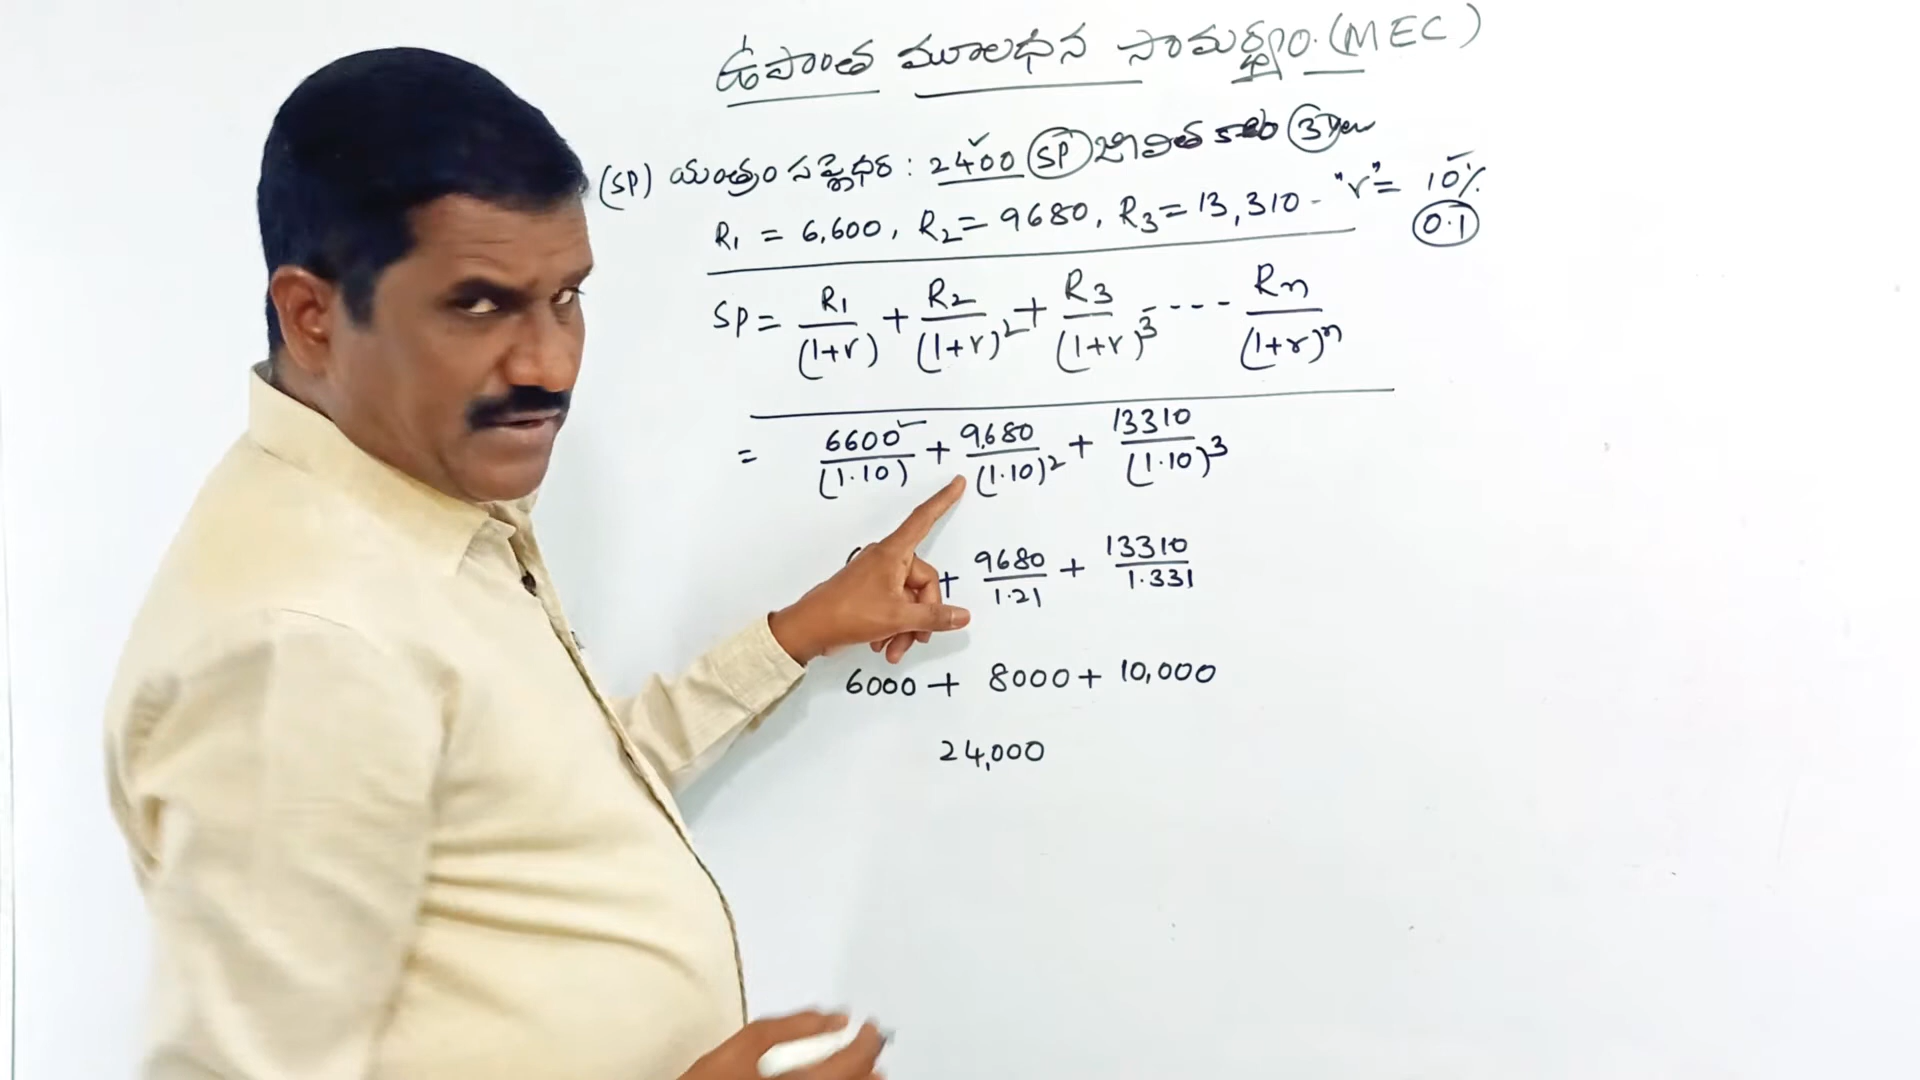 ఉపాంత మూలధన సామర్థ్యం. (MEC)
(SP) యంత్రం సప్లైధర : 2400 (SP) జీవిత కాలం 3
R₁ = 6,600, R₂ = 9680, R₃ = 13,310 - "r" = 10%
0.1
SP = R₁/(1+r) + R₂/(1+r)² + R₃/(1+r)³ ---- Rn/(1+r)ⁿ
= 6600/(1.10) + 9,680/(1.10)² + 13310/(1.10)³
+ 9680/1.21 + 13310/1.331
6000 + 8000 + 10,000
24,000